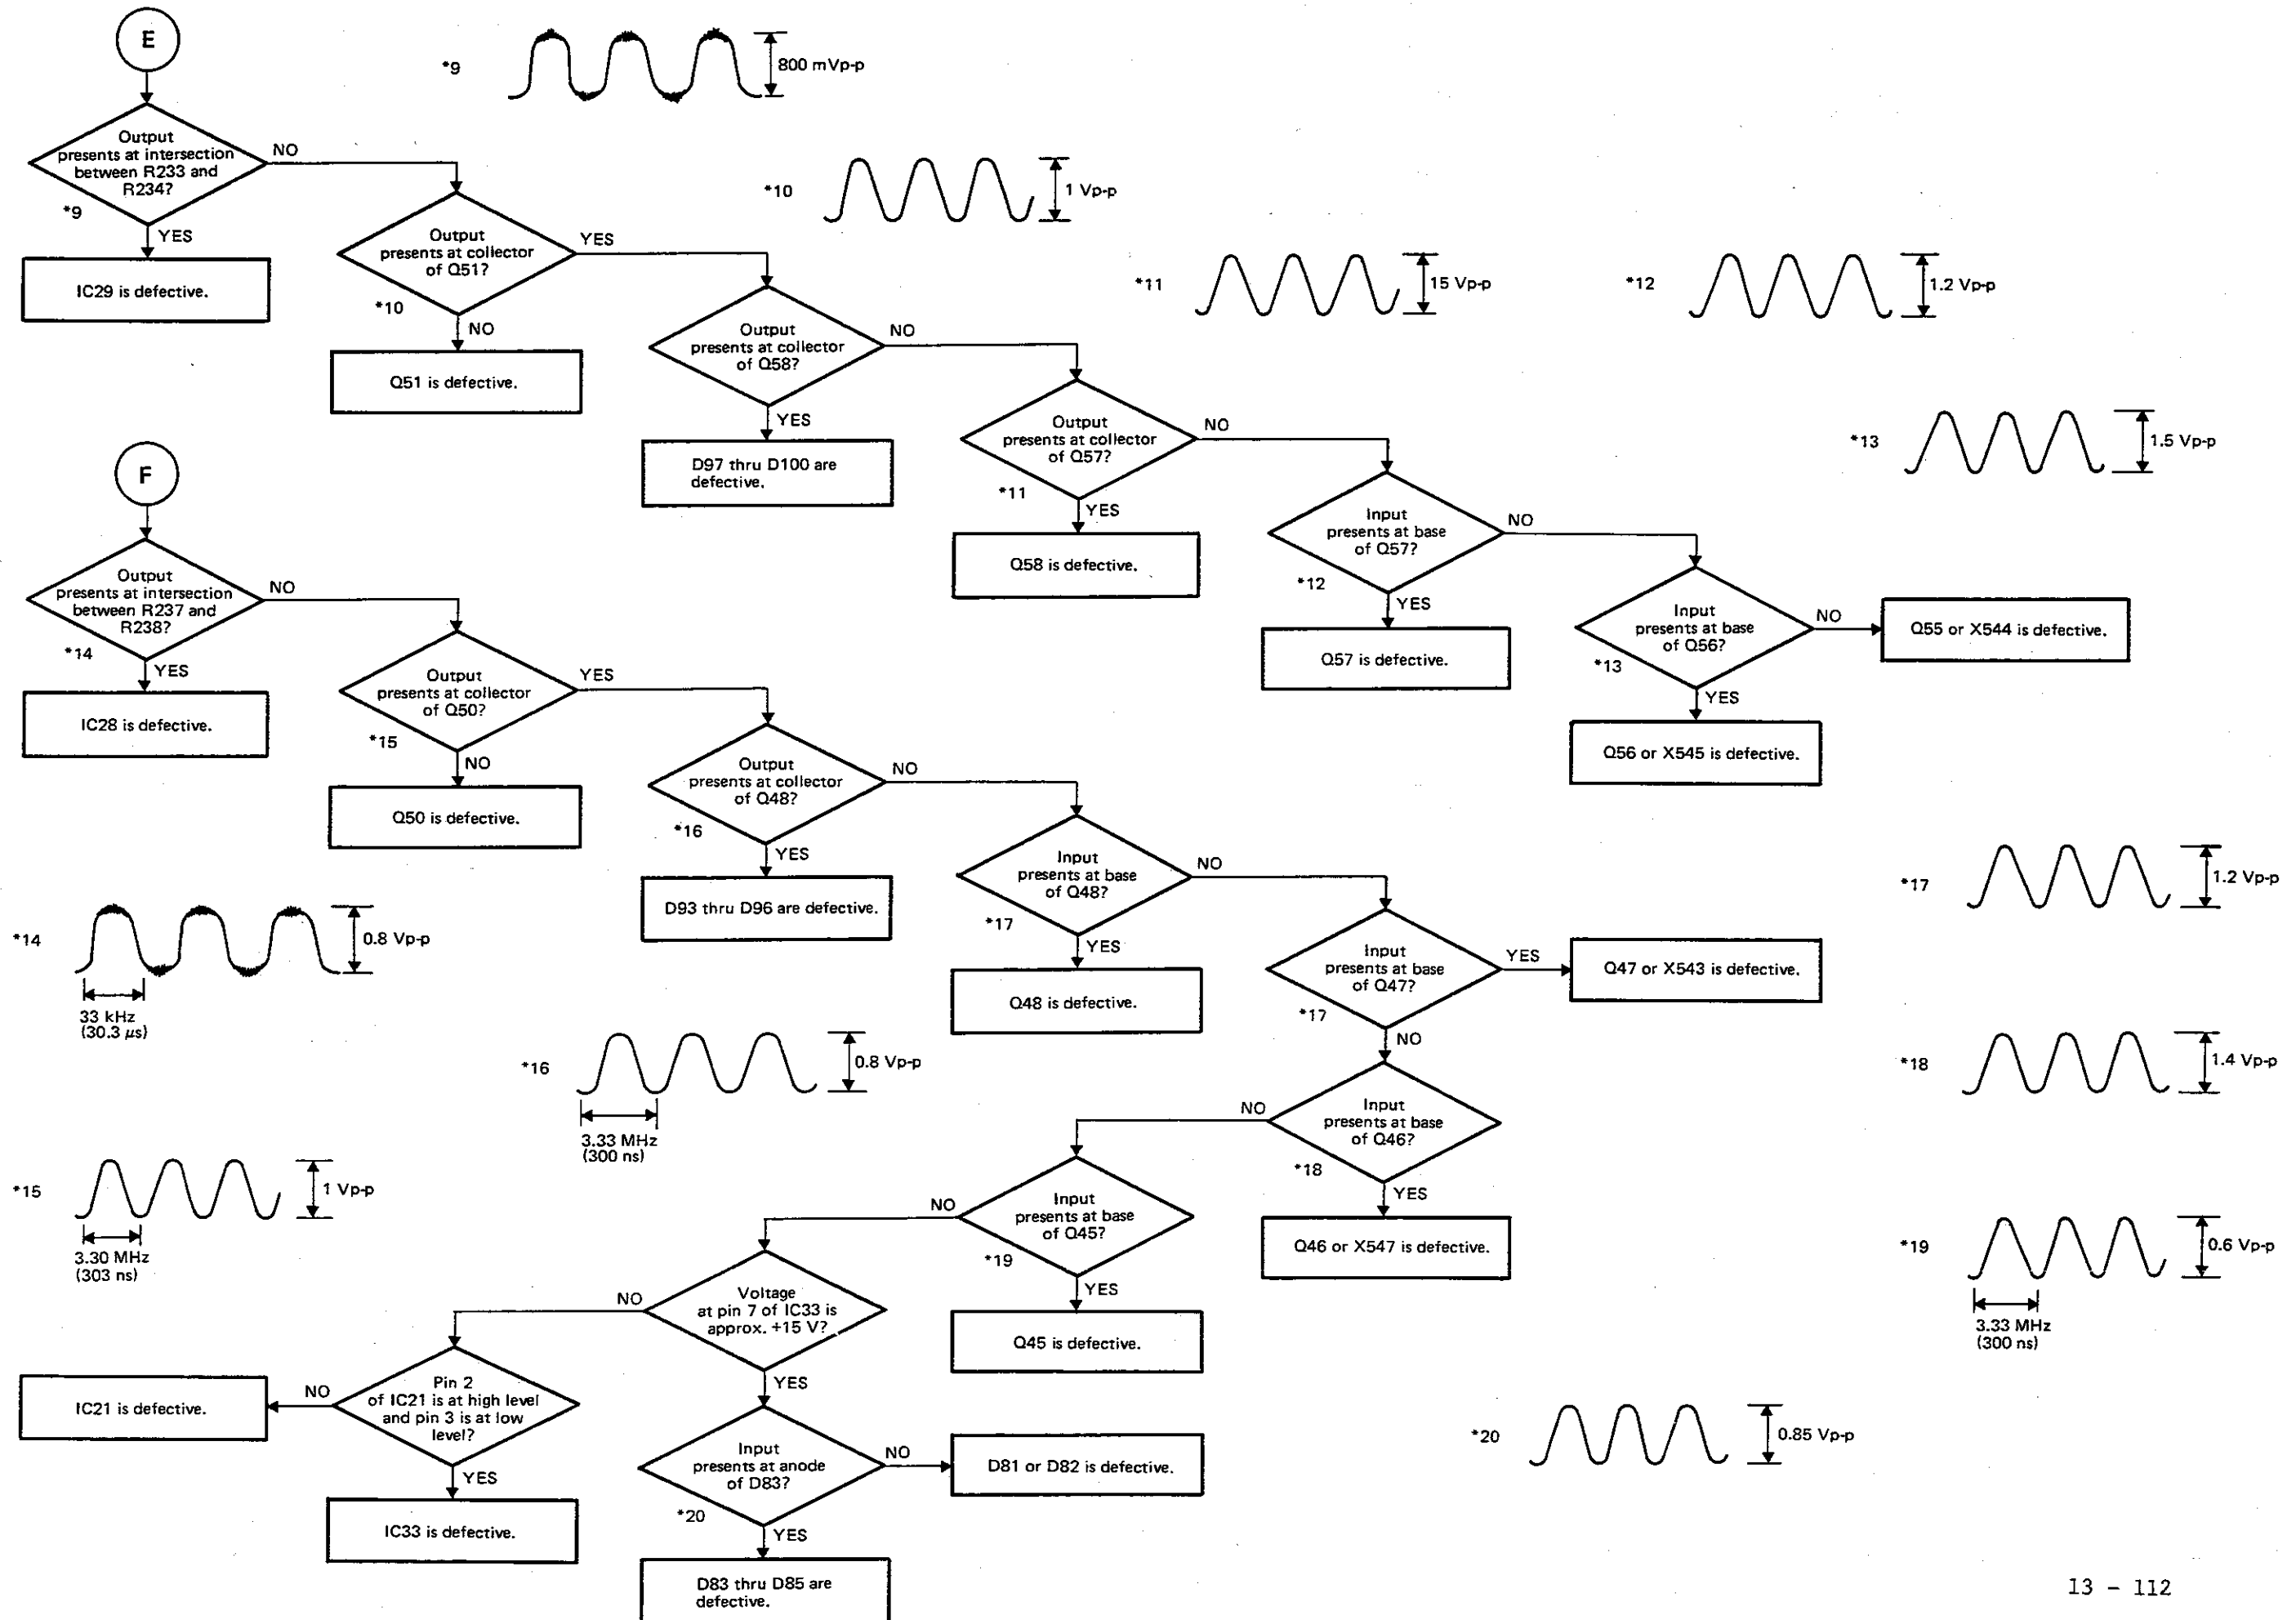 E
*9
800 mVp-p
Output
presents at intersection
between R233 and
R234?
*9
NO
YES
IC29 is defective.
*10
1 Vp-p
Output
presents at collector
of Q51?
*10
YES
NO
Q51 is defective.
*11
15 Vp-p
*12
1.2 Vp-p
Output
presents at collector
of Q58?
NO
YES
D97 thru D100 are
defective.
*13
1.5 Vp-p
Output
presents at collector
of Q57?
*11
NO
YES
Q58 is defective.
Input
presents at base
of Q57?
*12
NO
YES
Q57 is defective.
Input
presents at base
of Q56?
*13
NO
Q55 or X544 is defective.
YES
Q56 or X545 is defective.
F
Output
presents at intersection
between R237 and
R238?
*14
NO
YES
IC28 is defective.
Output
presents at collector
of Q50?
*15
YES
NO
Q50 is defective.
Output
presents at collector
of Q48?
*16
NO
YES
D93 thru D96 are defective.
Input
presents at base
of Q48?
*17
NO
YES
Q48 is defective.
Input
presents at base
of Q47?
*17
YES
Q47 or X543 is defective.
NO
Input
presents at base
of Q46?
*18
NO
YES
Q46 or X547 is defective.
Input
presents at base
of Q45?
*19
NO
YES
Q45 is defective.
Voltage
at pin 7 of IC33 is
approx. +15 V?
NO
YES
Pin 2
of IC21 is at high level
and pin 3 is at low
level?
NO
IC21 is defective.
YES
IC33 is defective.
Input
presents at anode
of D83?
*20
NO
D81 or D82 is defective.
YES
D83 thru D85 are
defective.
*14
0.8 Vp-p
33 kHz
(30.3 μs)
*16
0.8 Vp-p
3.33 MHz
(300 ns)
*15
1 Vp-p
3.30 MHz
(303 ns)
*17
1.2 Vp-p
*18
1.4 Vp-p
*19
0.6 Vp-p
3.33 MHz
(300 ns)
*20
0.85 Vp-p
13 - 112